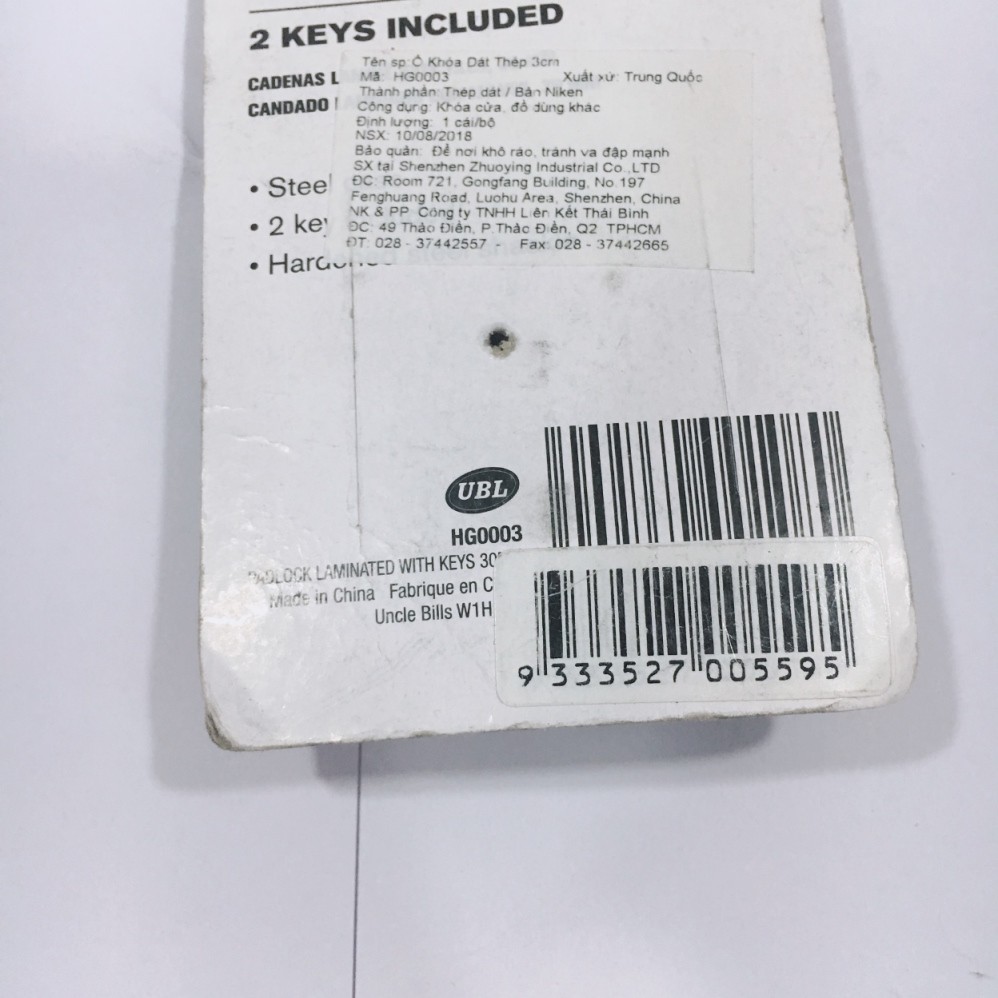 2 KEYS INCLUDED
CADENAS L
CANDADO
• Steel
• 2 key
Tên sp: Ổ Khóa Dát Thép 3cm
Mã: HG0003 Xuất xứ: Trung Quốc
Thành phần: Thép dát / Bản Niken
Công dụng: Khóa cửa, đồ dùng khác
Định lượng: 1 cái/bộ
NSX: 10/08/2018
Bảo quản: Để nơi khô ráo, tránh va đập mạnh
SX tại Shenzhen Zhuoying Industrial Co.,LTD
ĐC: Room 721, Gongfang Building, No.197
Fenghuang Road, Luohu Area, Shenzhen, China
NK & PP: Công ty TNHH Liên Kết Thái Bình
ĐC: 49 Thảo Điền, P.Thảo Điền, Q2 TPHCM
ĐT: 028 - 37442557 - Fax: 028 - 37442665
• Hardened steel
UBL
HG0003
PADLOCK LAMINATED WITH KEYS 30
Made in China Fabrique en C
Uncle Bills W1H
9 333527 005595